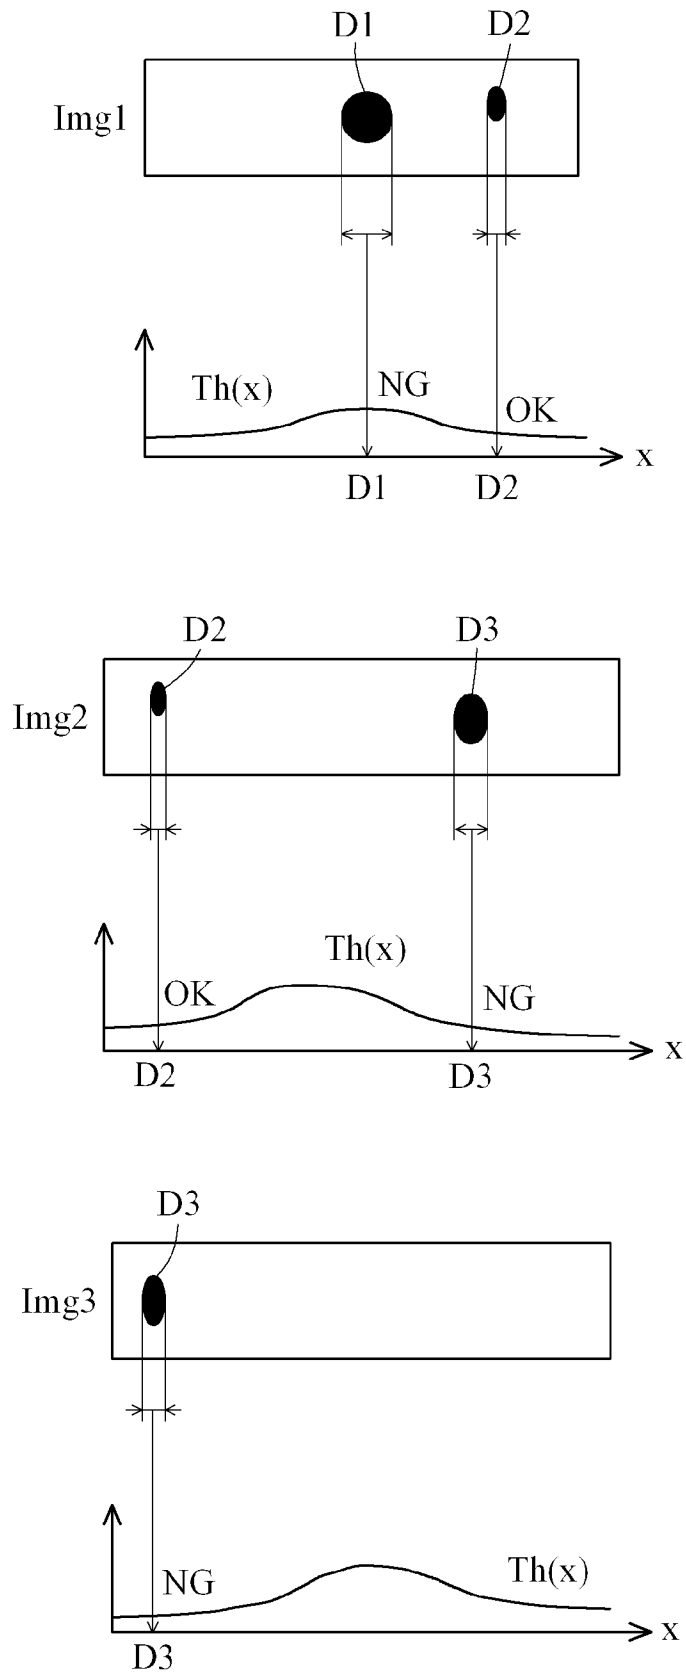 D1 D2
Img1
Th(x) NG OK
x
D1 D2
D2 D3
Img2
Th(x)
OK NG
x
D2 D3
D3
Img3
NG Th(x)
x
D3